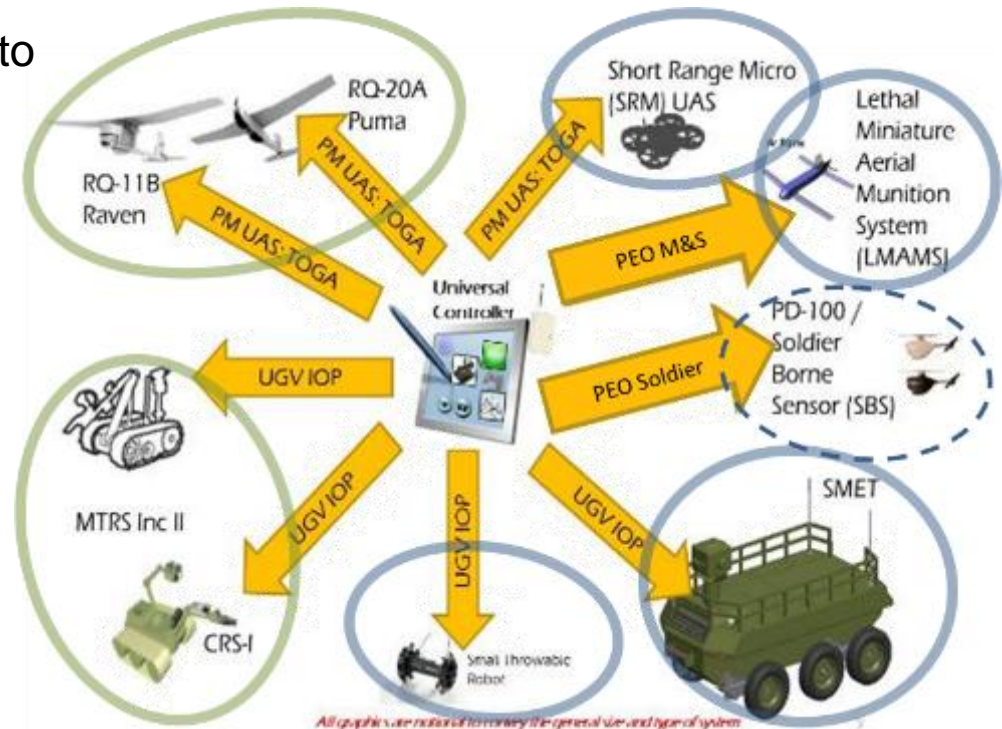 to
RQ-20A
Puma
RQ-11B
Raven
PM UAS: TOGA
PM UAS: TOGA
PM UAS: TOGA
Short Range Micro
(SRM) UAS
Lethal
Miniature
Aerial
Munition
System
(LMAMS)
PEO M&S
Universal
Controller
PD-100 /
Soldier
Borne
Sensor (SBS)
PEO Soldier
UGV IOP
MTRS Inc II
UGV IOP
CRS-I
UGV IOP
Small Throwable
Robot
UGV IOP
SMET
All graphics are notional to convey the general size and type of system